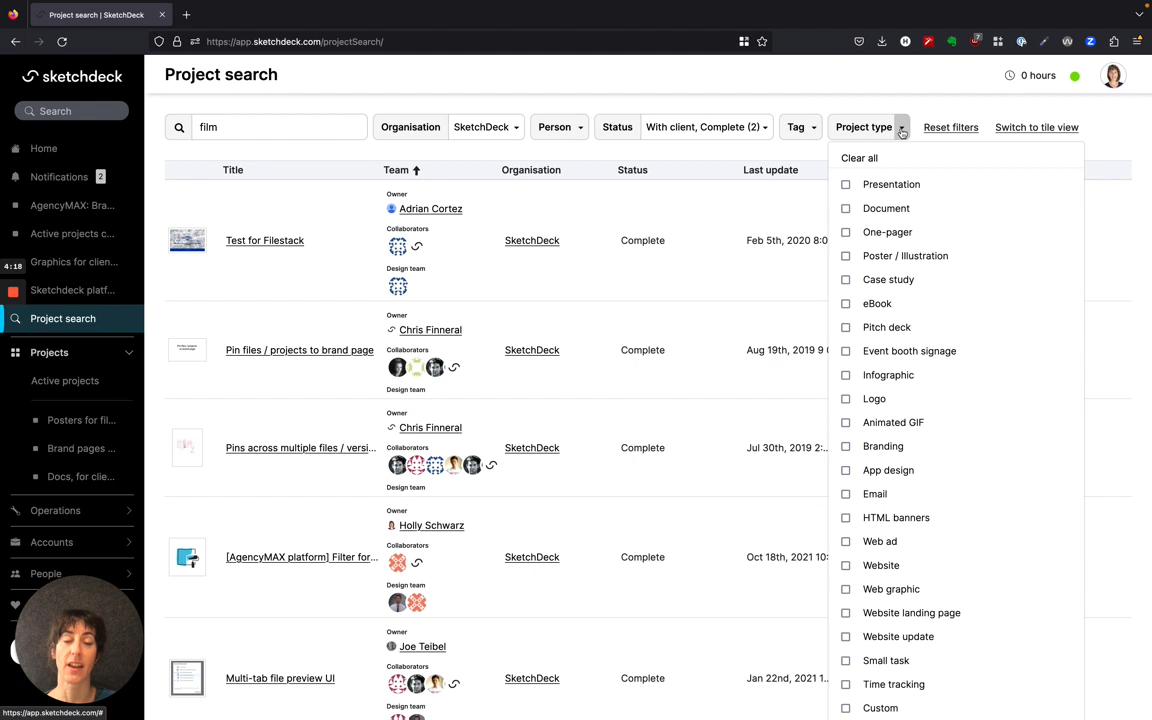 Project search | SketchDeck
https://app.sketchdeck.com/projectSearch/
7
sketchdeck
Search
Home
Notifications 2
AgencyMAX: Bra...
Active projects c...
4:18
Graphics for clien...
Sketchdeck platf...
Project search
Projects
Active projects
Posters for fil...
Brand pages ...
Docs, for clie...
Operations
Accounts
People
https://app.sketchdeck.com/#
Project search
0 hours
film
Organisation SketchDeck
Person
Status With client, Complete (2)
Tag
Project type
Reset filters
Switch to tile view
Title Team Organisation Status Last update
Owner
Adrian Cortez
Collaborators
Design team
Test for Filestack
SketchDeck
Complete
Feb 5th, 2020 8:0
Owner
Chris Finneral
Collaborators
Design team
Pin files / projects to brand page
SketchDeck
Complete
Aug 19th, 2019 9
Owner
Chris Finneral
Collaborators
Design team
Pins across multiple files / versi...
SketchDeck
Complete
Jul 30th, 2019 2:..
Owner
Holly Schwarz
Collaborators
Design team
[AgencyMAX platform] Filter for...
SketchDeck
Complete
Oct 18th, 2021 10:
Owner
Joe Teibel
Collaborators
Design team
Multi-tab file preview UI
SketchDeck
Complete
Jan 22nd, 2021 1...
Clear all
Presentation
Document
One-pager
Poster / Illustration
Case study
eBook
Pitch deck
Event booth signage
Infographic
Logo
Animated GIF
Branding
App design
Email
HTML banners
Web ad
Website
Web graphic
Website landing page
Website update
Small task
Time tracking
Custom